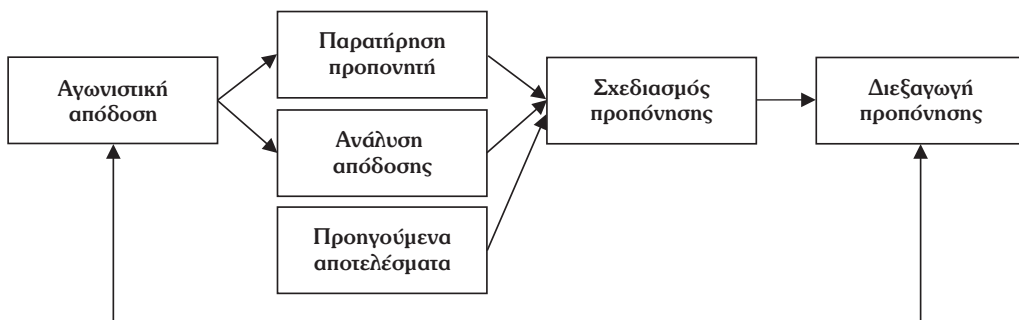 Αγωνιστική
απόδοση
Παρατήρηση
προπονητή
Ανάλυση
απόδοσης
Προηγούμενα
αποτελέσματα
Σχεδιασμός
προπόνησης
Διεξαγωγή
προπόνησης